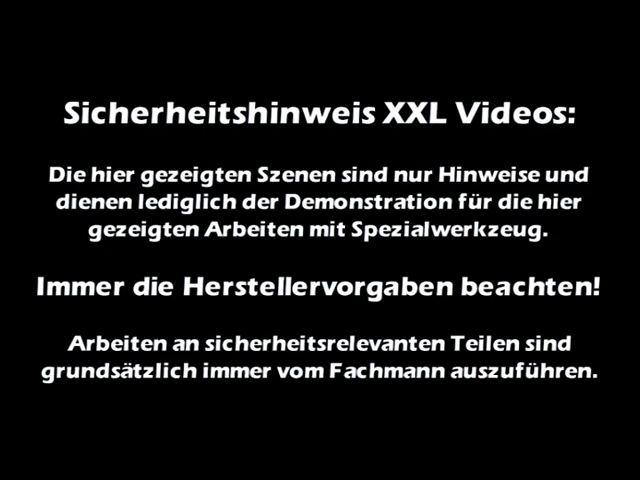 Sicherheitshinweis XXL Videos:
Die hier gezeigten Szenen sind nur Hinweise und
dienen lediglich der Demonstration für die hier
gezeigten Arbeiten mit Spezialwerkzeug.
Immer die Herstellervorgaben beachten!
Arbeiten an sicherheitsrelevanten Teilen sind
grundsätzlich immer vom Fachmann auszuführen.